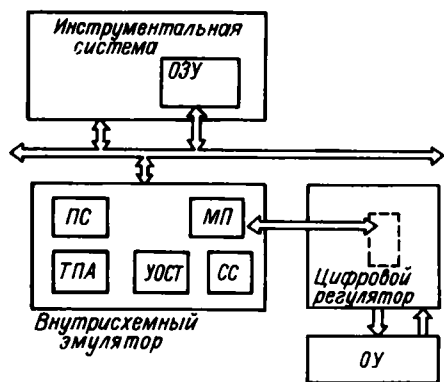 Инструментальная
система
ОЗУ
ПС
МП
ТПА
УОСТ
СС
Внутрисхемный
эмулятор
Цифровой
регулятор
ОУ